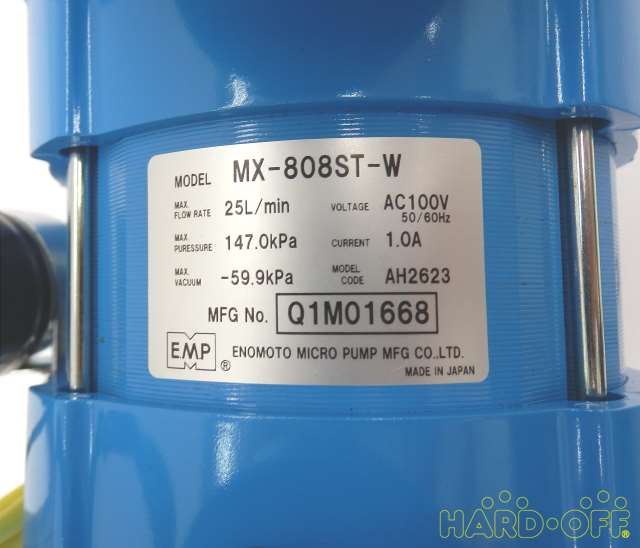 MODEL MX-808ST-W
MAX. FLOW RATE 25L/min VOLTAGE AC100V 50/60Hz
MAX. PURESSURE 147.0kPa CURRENT 1.0A
MAX. VACUUM -59.9kPa MODEL CODE AH2623
MFG No. Q1M01668
EMP ® ENOMOTO MICRO PUMP MFG CO.,LTD.
MADE IN JAPAN
HARD·OFF®